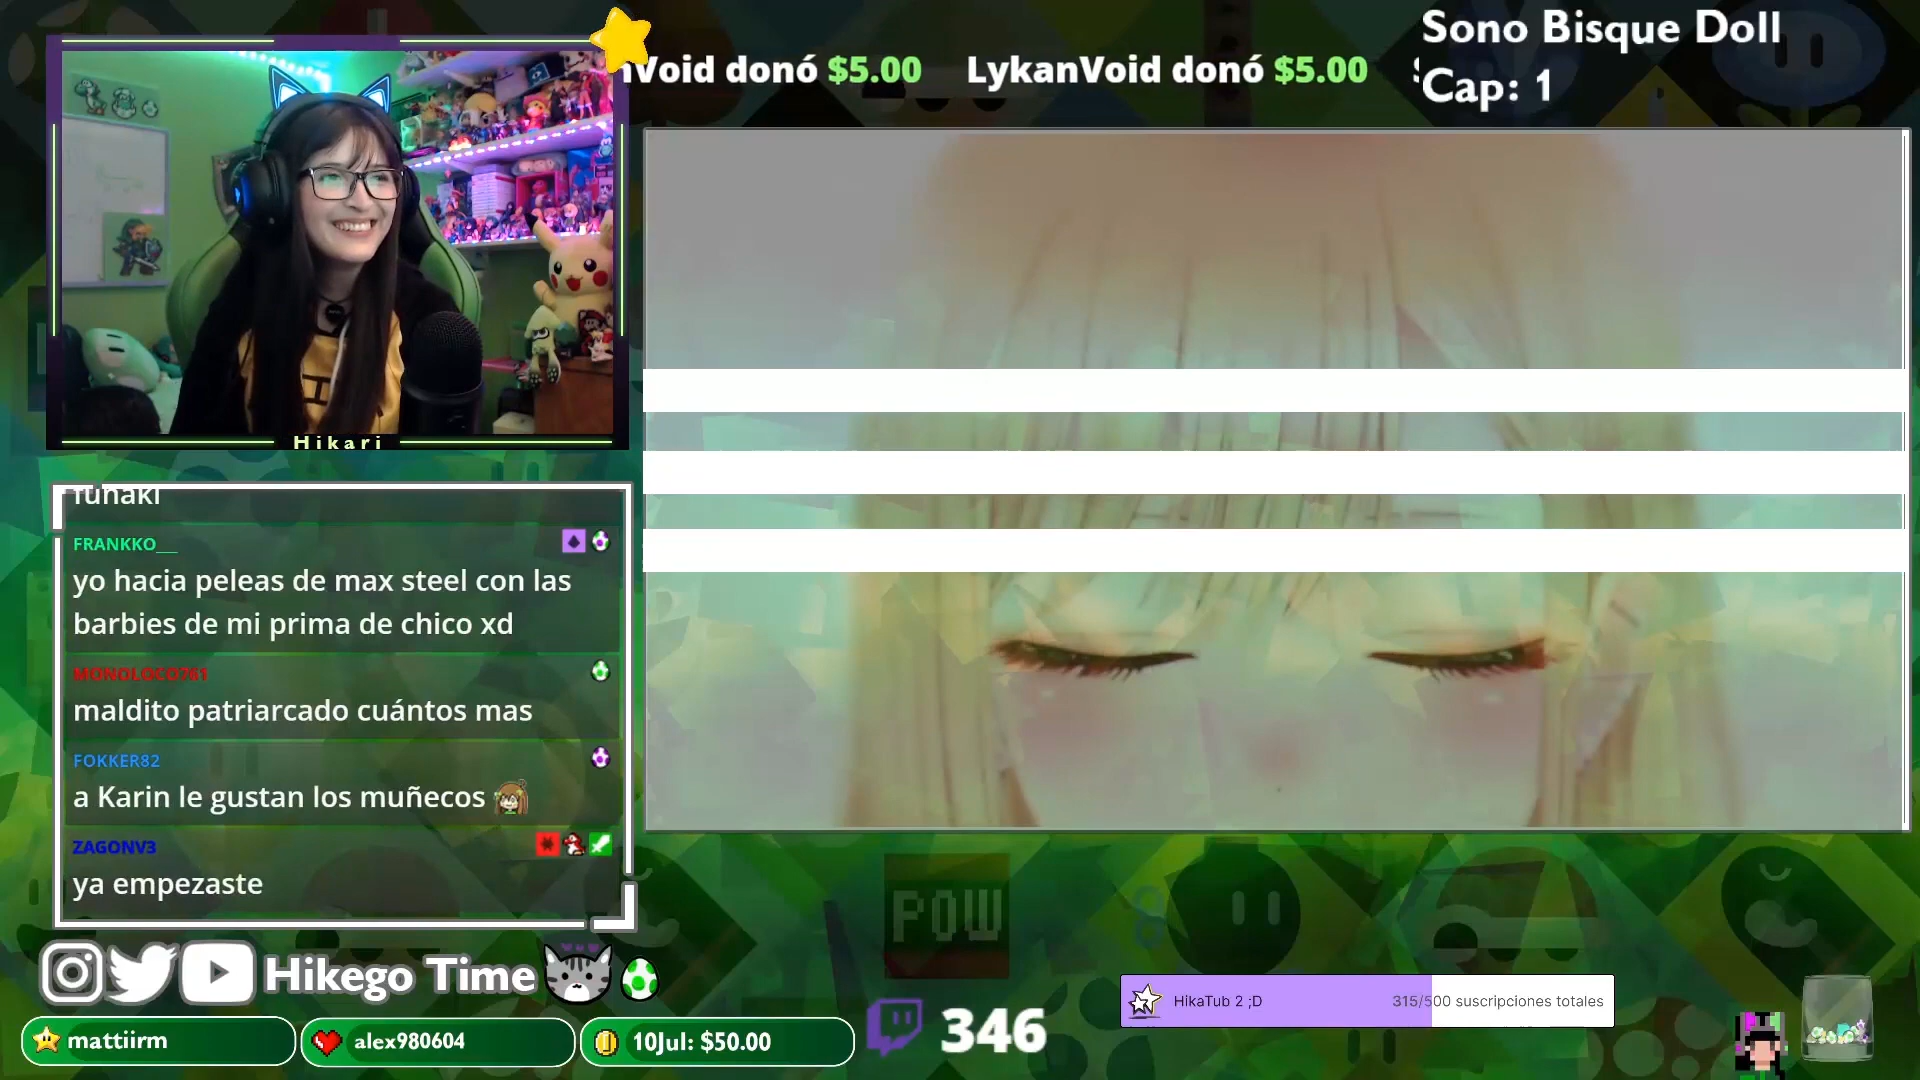 Void donó $5.00 LykanVoid donó $5.00
Sono Bisque Doll
Cap: 1
Hikari
funaki
FRANKKO__
yo hacia peleas de max steel con las
barbies de mi prima de chico xd
MONOLOCO761
maldito patriarcado cuántos mas
FOKKER82
a Karin le gustan los muñecos
ZAGONV3
ya empezaste
POW
Hikego Time
mattiirm
alex980604
10Jul: $50.00
346
HikaTub 2 ;D 315/500 suscripciones totales